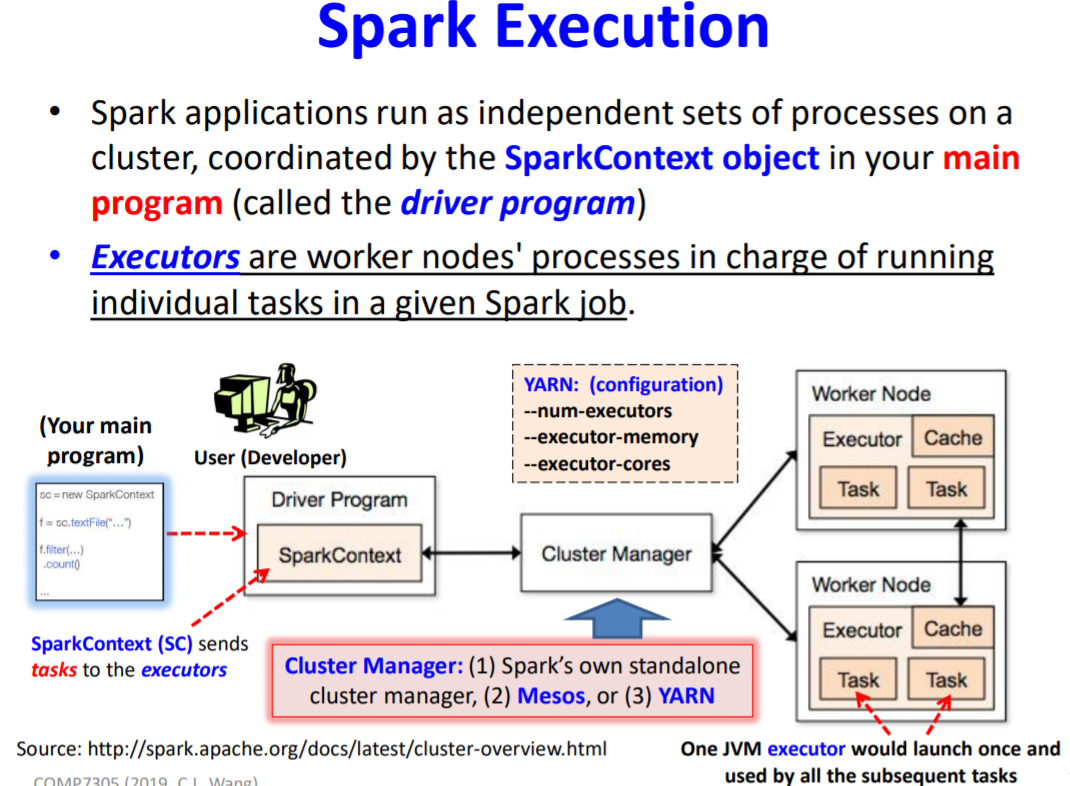 Spark Execution
• Spark applications run as independent sets of processes on a
cluster, coordinated by the SparkContext object in your main
program (called the driver program)
• Executors are worker nodes' processes in charge of running
individual tasks in a given Spark job.
(Your main
program)
sc = new SparkContext
f = sc.textFile("...")
f.filter(...)
.count()
...
User (Developer)
Driver Program
SparkContext
SparkContext (SC) sends
tasks to the executors
YARN: (configuration)
--num-executors
--executor-memory
--executor-cores
Cluster Manager
Cluster Manager: (1) Spark's own standalone
cluster manager, (2) Mesos, or (3) YARN
Worker Node
Executor Cache
Task Task
Worker Node
Executor Cache
Task Task
One JVM executor would launch once and
used by all the subsequent tasks
Source: http://spark.apache.org/docs/latest/cluster-overview.html
COMP7305 (2019, C.L. Wang)